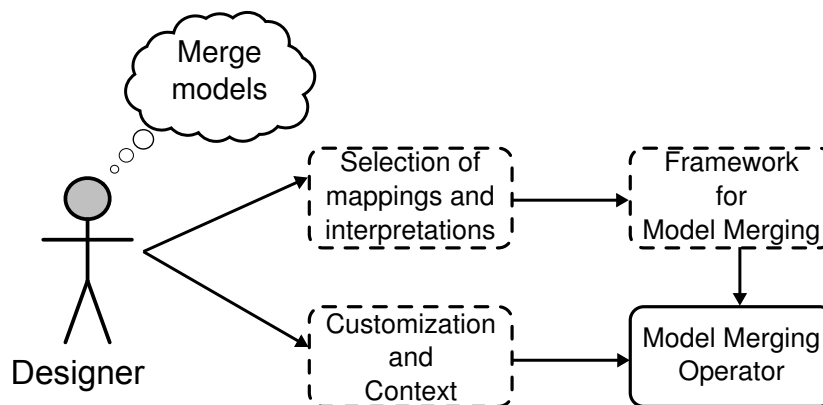 Merge
models
Selection of
mappings and
interpretations
Framework
for
Model Merging
Designer
Customization
and
Context
Model Merging
Operator